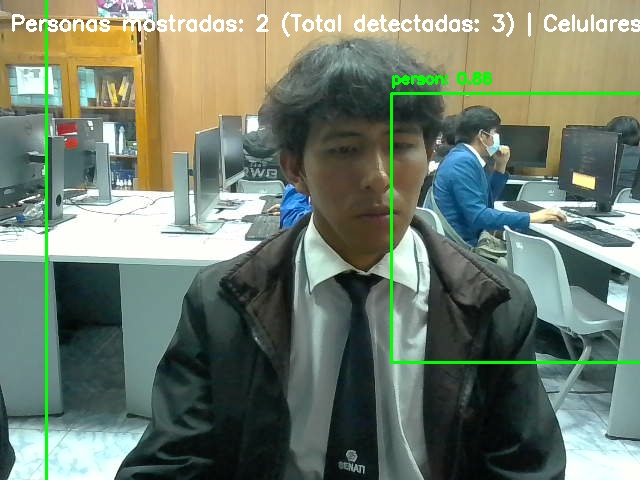 Personas mostradas: 2 (Total detectadas: 3) | Celulares
person: 0.86
SENATI